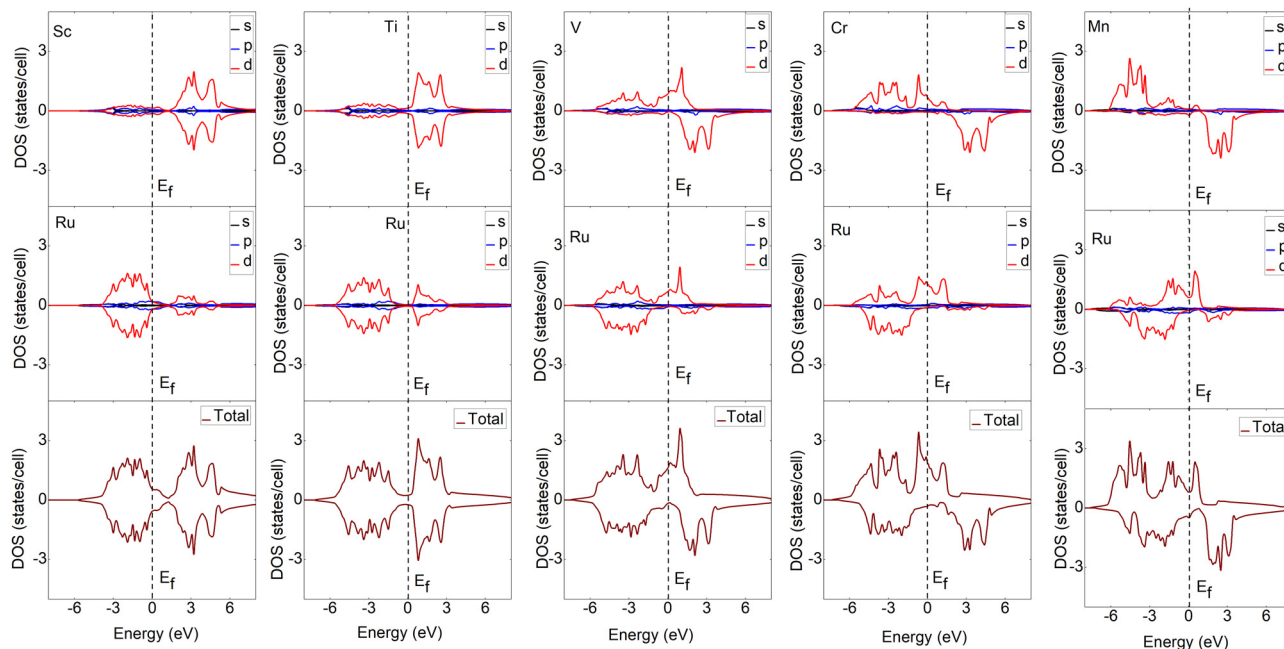 Sc
s
p
d
3
0
-3
DOS (states/cell)
Ef
Ti
s
p
d
3
0
-3
DOS (states/cell)
Ef
V
s
p
d
3
0
-3
DOS (states/cell)
Ef
Cr
s
p
d
3
0
-3
DOS (states/cell)
Ef
Mn
s
p
d
3
0
-3
DOS (states/cell)
Ef
Ru
s
p
d
3
0
-3
DOS (states/cell)
Ef
Ru
s
p
d
3
0
-3
DOS (states/cell)
Ef
Ru
s
p
d
3
0
-3
DOS (states/cell)
Ef
Ru
s
p
d
3
0
-3
DOS (states/cell)
Ef
Ru
s
p
d
3
0
-3
DOS (states/cell)
Ef
Total
3
0
-3
DOS (states/cell)
Ef
-6 -3 0 3 6
Energy (eV)
Total
3
0
-3
DOS (states/cell)
Ef
-6 -3 0 3 6
Energy (eV)
Total
3
0
-3
DOS (states/cell)
Ef
-6 -3 0 3 6
Energy (eV)
Total
3
0
-3
DOS (states/cell)
Ef
-6 -3 0 3 6
Energy (eV)
Total
3
0
-3
DOS (states/cell)
Ef
-6 -3 0 3 6
Energy (eV)